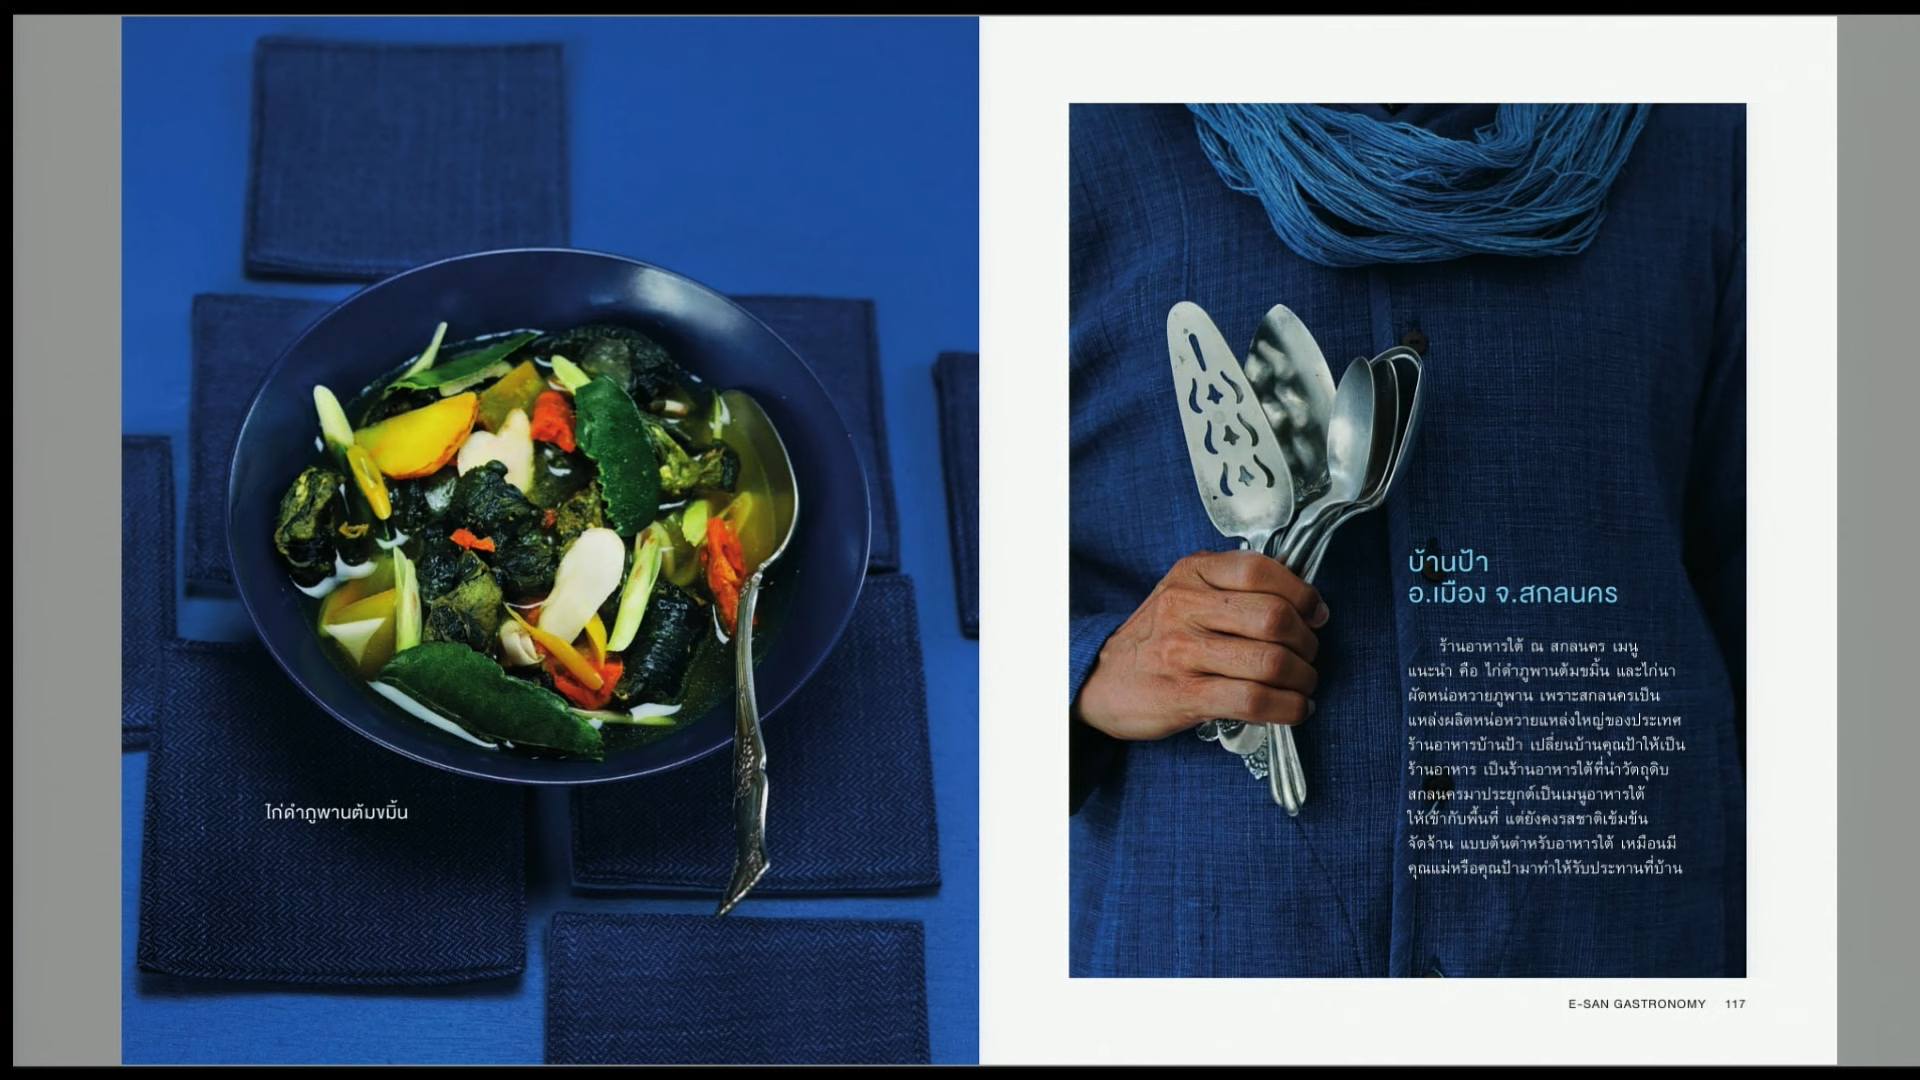 ไก่ดำภูพานต้มขมิ้น
บ้านป้า
อ.เมือง จ.สกลนคร
ร้านอาหารใต้ ณ สกลนคร เมนู
แนะนำ คือ ไก่ดำภูพานต้มขมิ้น และไก่นา
ผัดหน่อหวายภูพาน เพราะสกลนครเป็น
แหล่งผลิตหน่อหวายแหล่งใหญ่ของประเทศ
ร้านอาหารบ้านป้า เปลี่ยนบ้านคุณป้าให้เป็น
ร้านอาหาร เป็นร้านอาหารใต้ที่นำวัตถุดิบ
สกลนครมาประยุกต์เป็นเมนูอาหารใต้
ให้เข้ากับพื้นที่ แต่ยังคงรสชาติเข้มข้น
จัดจ้าน แบบต้นตำหรับอาหารใต้ เหมือนมี
คุณแม่หรือคุณป้ามาทำให้รับประทานที่บ้าน
E-SAN GASTRONOMY 117